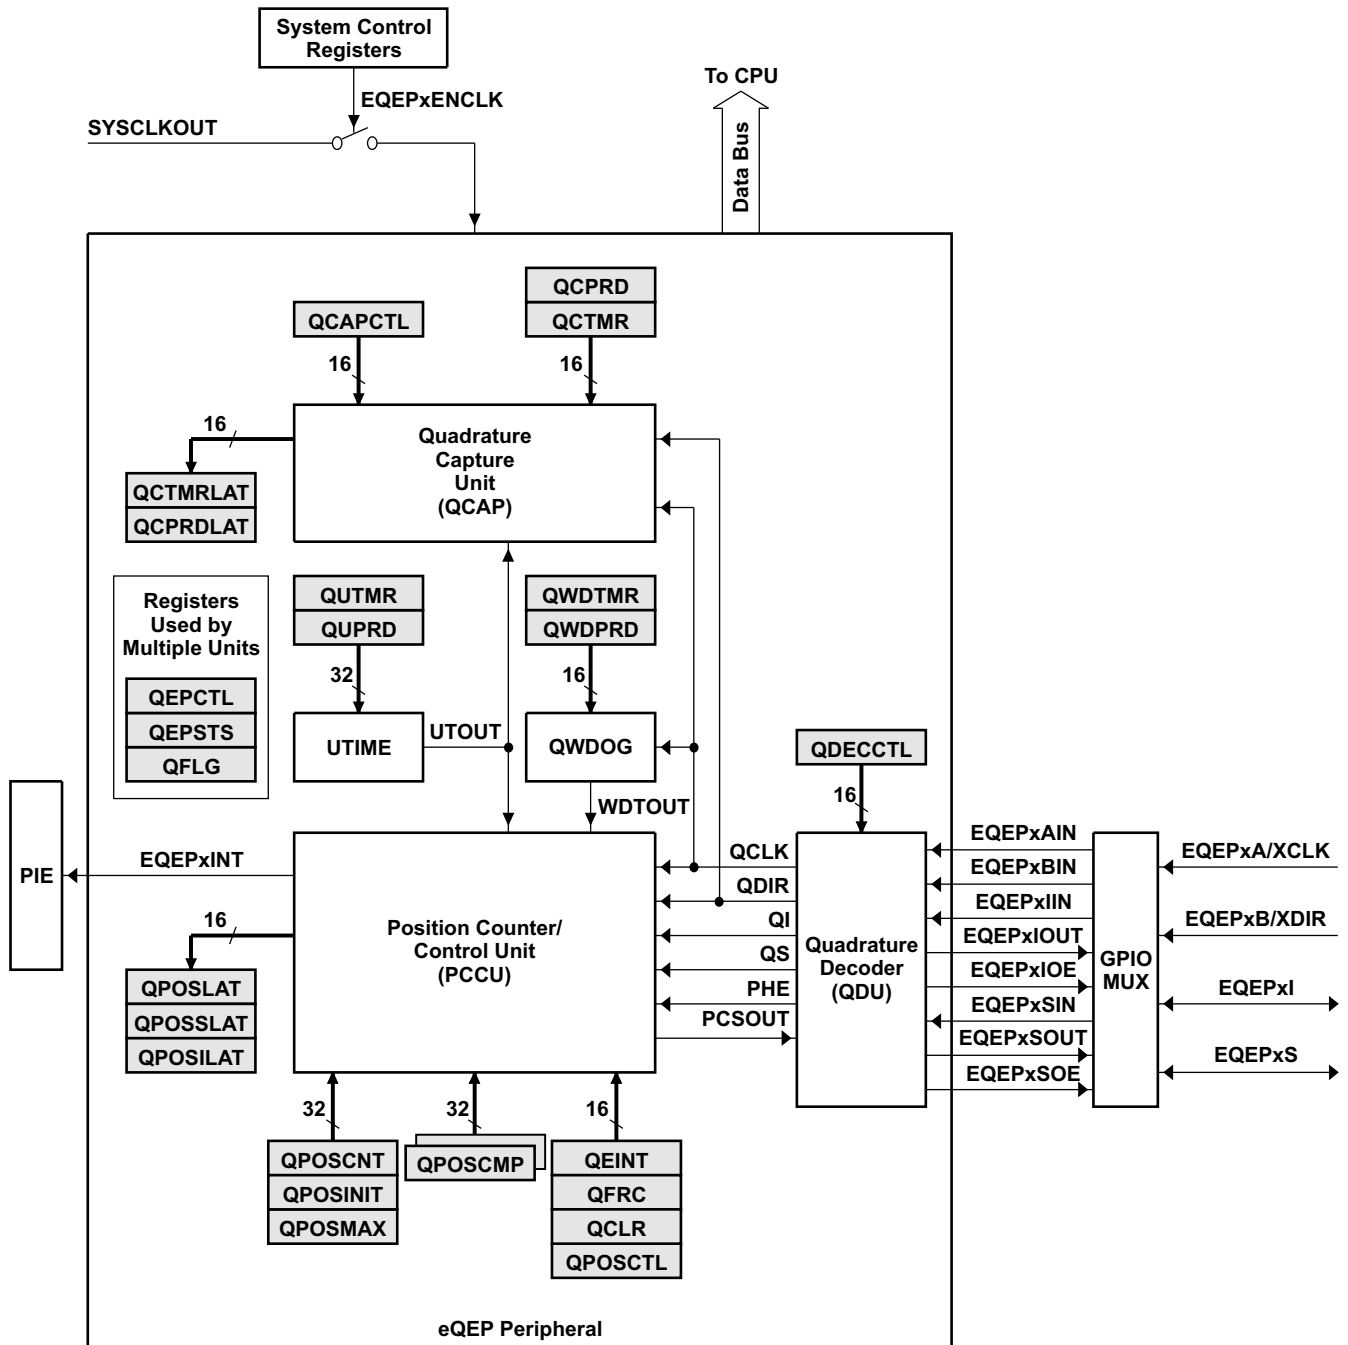 System Control
Registers
To CPU
EQEPxENCLK
SYSCLKOUT
Data Bus
QCPRD
QCAPCTL
QCTMR
16
16
16
Quadrature
Capture
Unit
(QCAP)
QCTMRLAT
QCPRDLAT
Registers
Used by
Multiple Units
QEPCTL
QEPSTS
QFLG
QUTMR
QUPRD
QWDTMR
QWDPRD
32
16
UTIME
UTOUT
QWDOG
QDECCTL
WDTOUT
16
PIE
EQEPxINT
16
Position Counter/
Control Unit
(PCCU)
QCLK
QDIR
QI
QS
PHE
PCSOUT
Quadrature
Decoder
(QDU)
EQEPxAIN
EQEPxBIN
EQEPxIIN
EQEPxIOUT
EQEPxIOE
EQEPxSIN
EQEPxSOUT
EQEPxSOE
GPIO
MUX
EQEPxA/XCLK
EQEPxB/XDIR
EQEPxI
EQEPxS
QPOSLAT
QPOSSLAT
QPOSILAT
32
32
16
QPOSCNT
QPOSINIT
QPOSMAX
QPOSCMP
QEINT
QFRC
QCLR
QPOSCTL
eQEP Peripheral